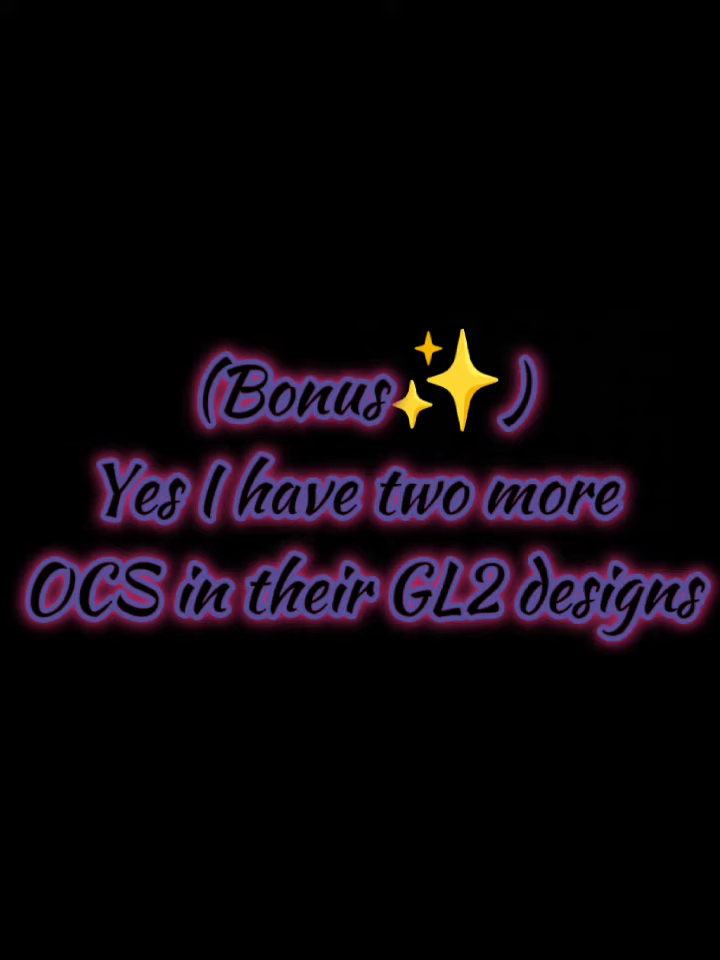 (Bonus✨)
Yes I have two more
OCS in their GL2 designs